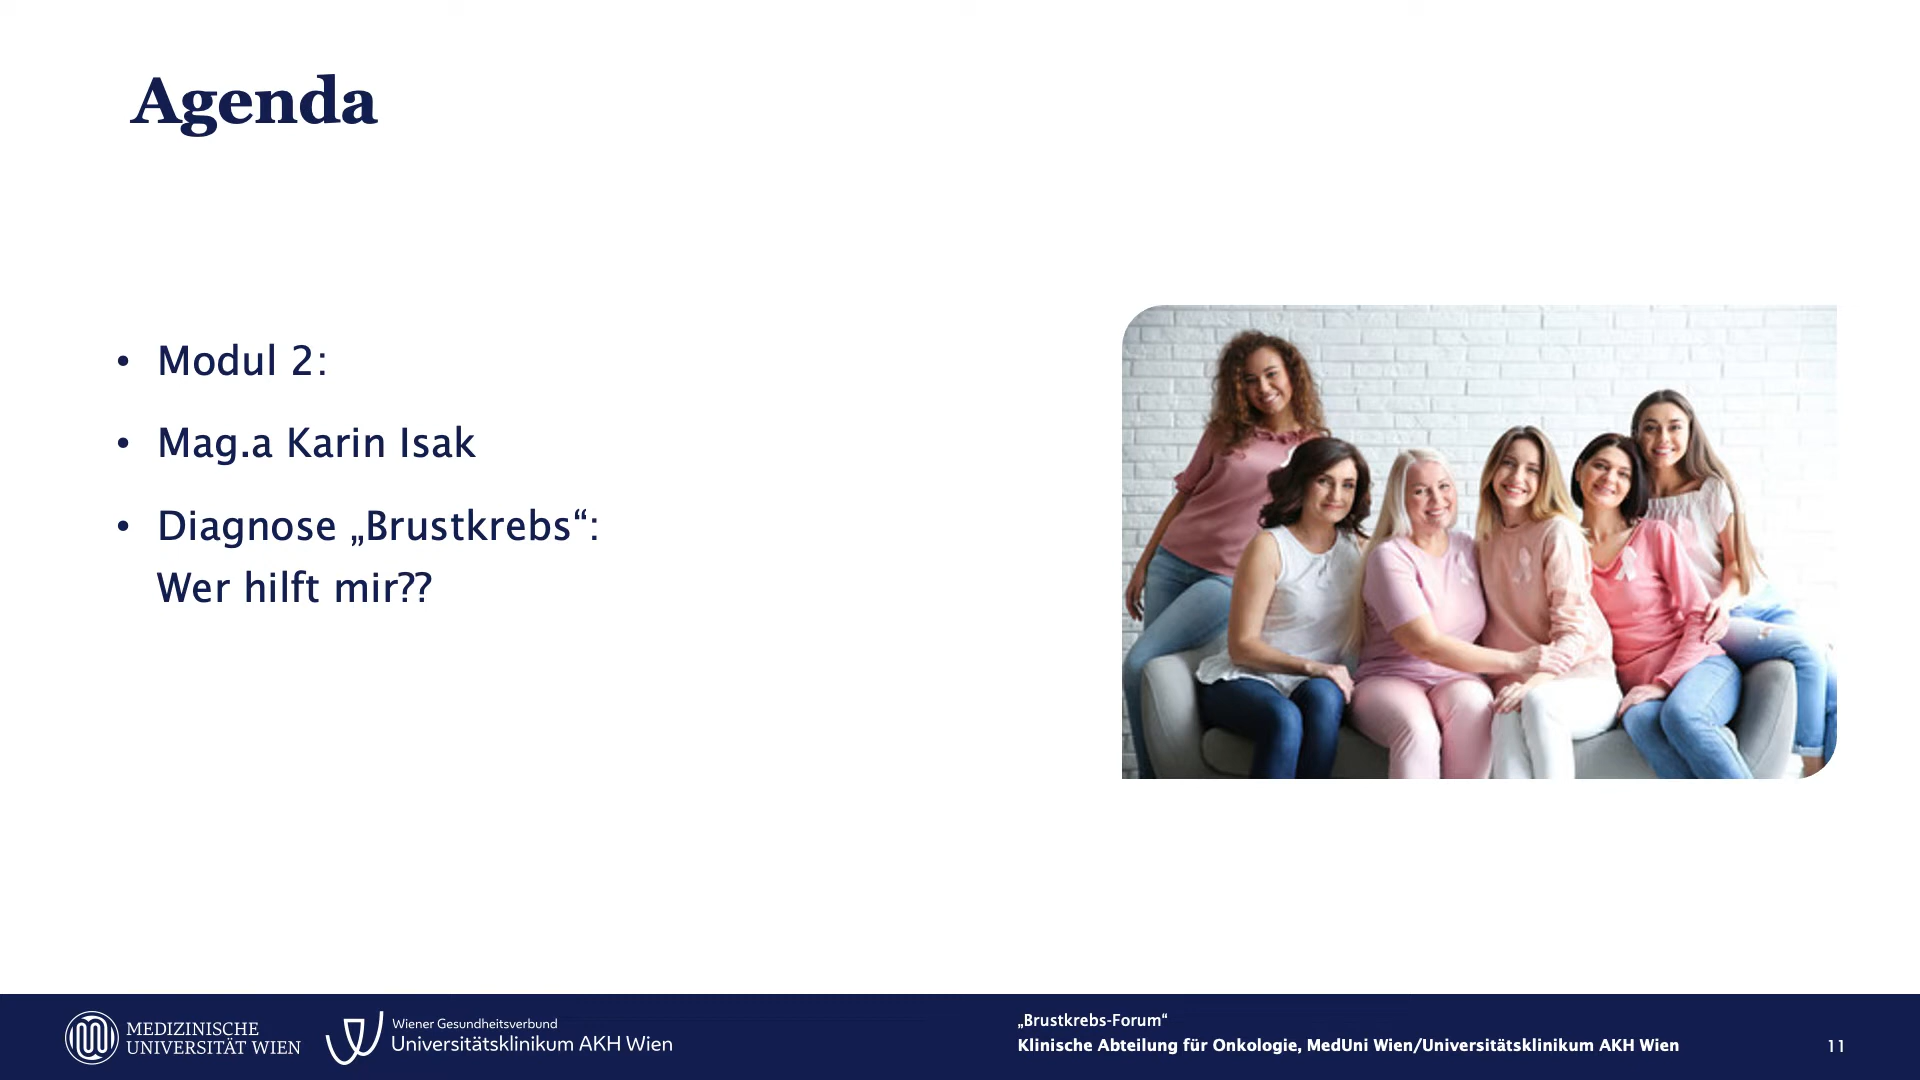 Agenda
• Modul 2:
• Mag.a Karin Isak
• Diagnose „Brustkrebs“:
Wer hilft mir??
MEDIZINISCHE
UNIVERSITÄT WIEN
Wiener Gesundheitsverbund
Universitätsklinikum AKH Wien
„Brustkrebs-Forum“
Klinische Abteilung für Onkologie, MedUni Wien/Universitätsklinikum AKH Wien
11